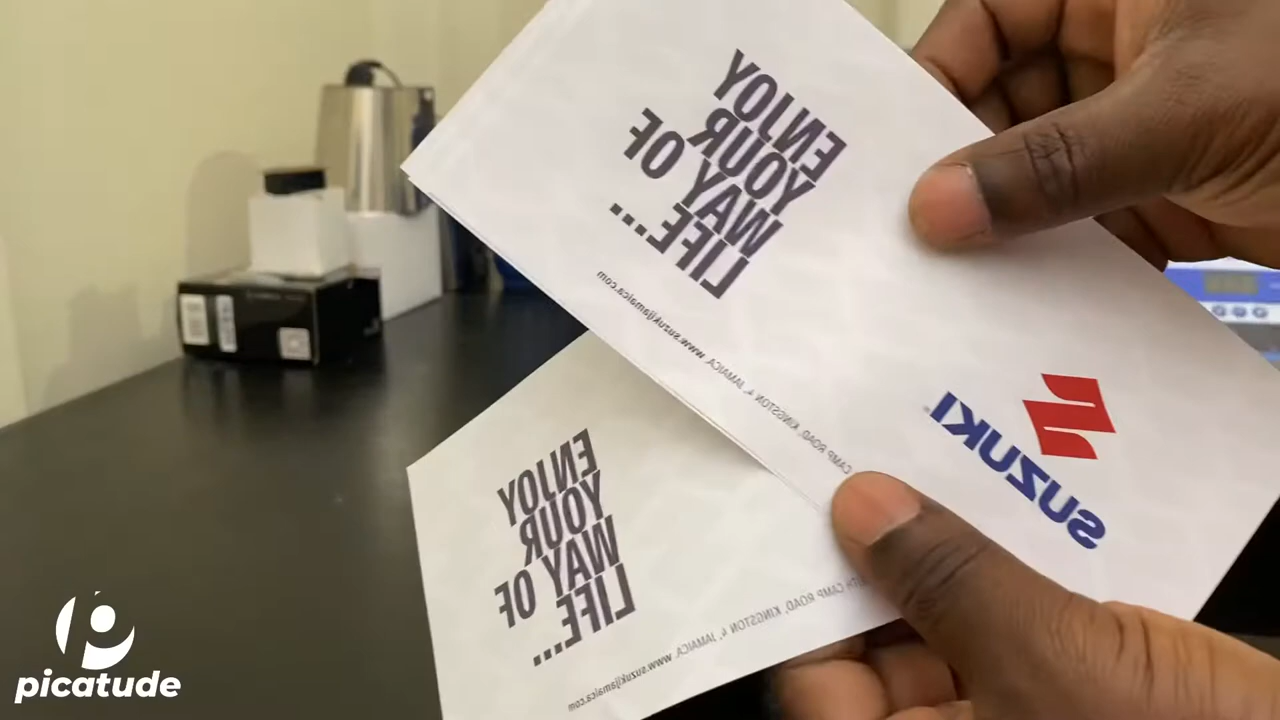 ENJOY
YOUR
WAY OF
LIFE...
CAMP ROAD, KINGSTON 4, JAMAICA, www.suzukijamaica.com
SUZUKI
ENJOY
YOUR
WAY OF
LIFE...
CAMP ROAD, KINGSTON 4, JAMAICA, www.suzukijamaica.com
picatude